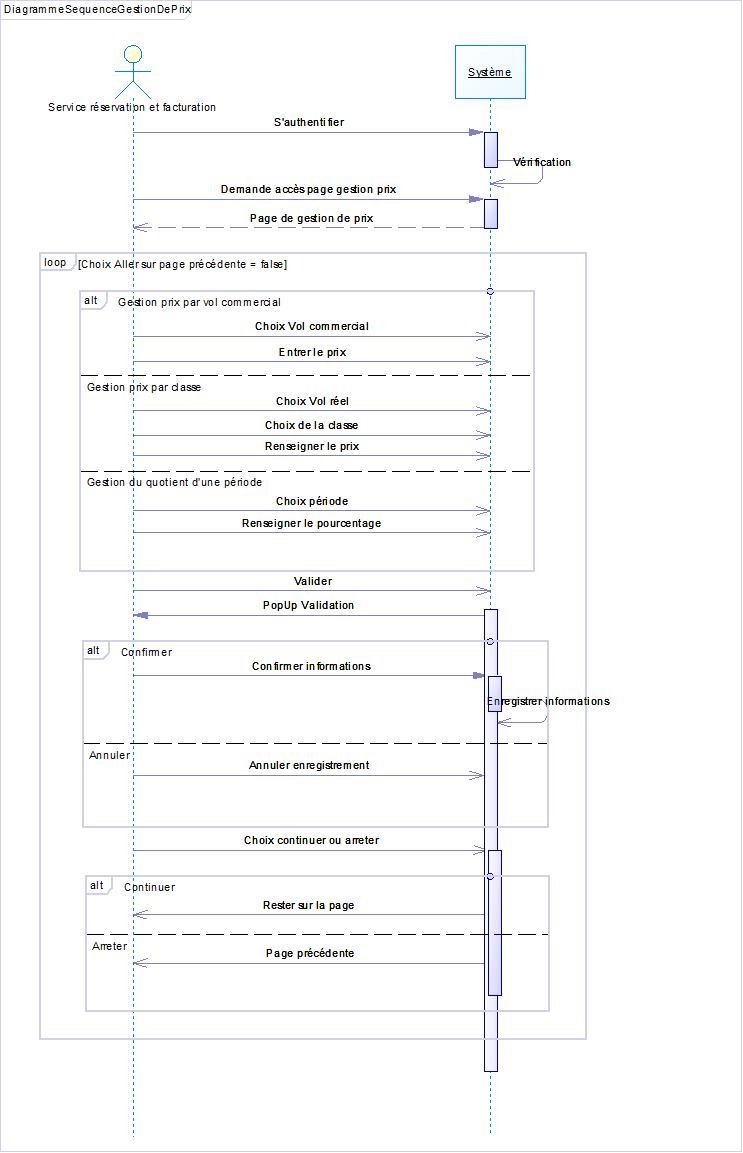 DiagrammeSequenceGestionDePrix
Système
Service réservation et facturation
S'authentifier
Vérification
Demande accès page gestion prix
Page de gestion de prix
loop [Choix Aller sur page précédente = false]
alt Gestion prix par vol commercial
Choix Vol commercial
Entrer le prix
Gestion prix par classe
Choix Vol réel
Choix de la classe
Renseigner le prix
Gestion du quotient d'une période
Choix période
Renseigner le pourcentage
Valider
PopUp Validation
alt Confirmer
Confirmer informations
Enregistrer informations
Annuler
Annuler enregistrement
Choix continuer ou arreter
alt Continuer
Rester sur la page
Arreter
Page précédente